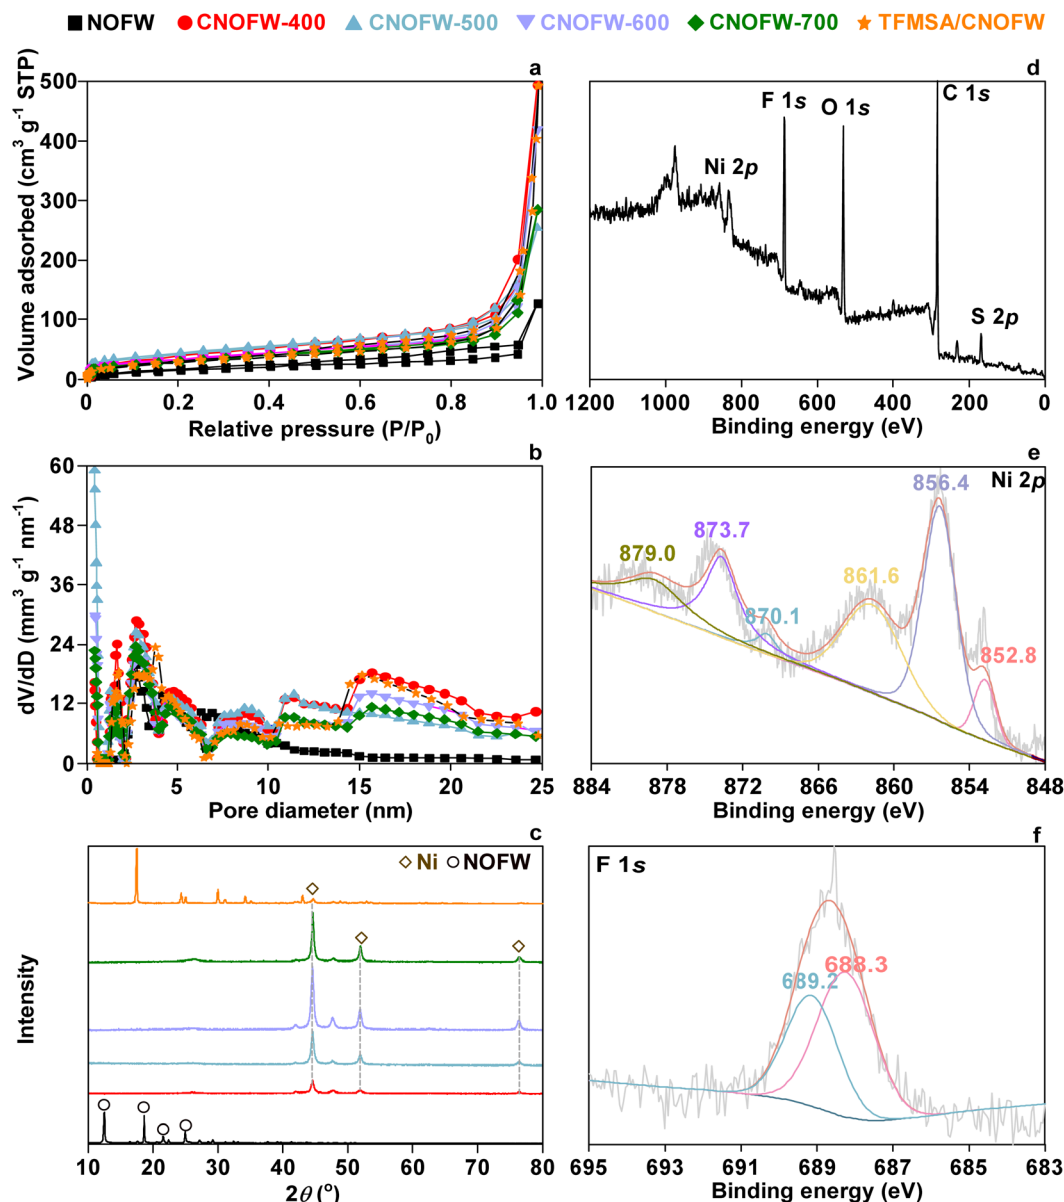 NOFW CNOFW-400 CNOFW-500 CNOFW-600 CNOFW-700 TFMSA/CNOFW
a
Volume adsorbed (cm³ g⁻¹ STP)
500
400
300
200
100
0
0.2 0.4 0.6 0.8 1.0
Relative pressure (P/P₀)
b
dV/dD (mm³ g⁻¹ nm⁻¹)
60
48
36
24
12
0
0 5 10 15 20 25
Pore diameter (nm)
c
Ni NOFW
Intensity
10 20 30 40 50 60 70 80
2θ (°)
d
F 1s
O 1s
C 1s
Ni 2p
S 2p
1200 1000 800 600 400 200 0
Binding energy (eV)
e
Ni 2p
856.4
873.7
879.0
861.6
870.1
852.8
884 878 872 866 860 854 848
Binding energy (eV)
f
F 1s
688.3
689.2
695 693 691 689 687 685 683
Binding energy (eV)